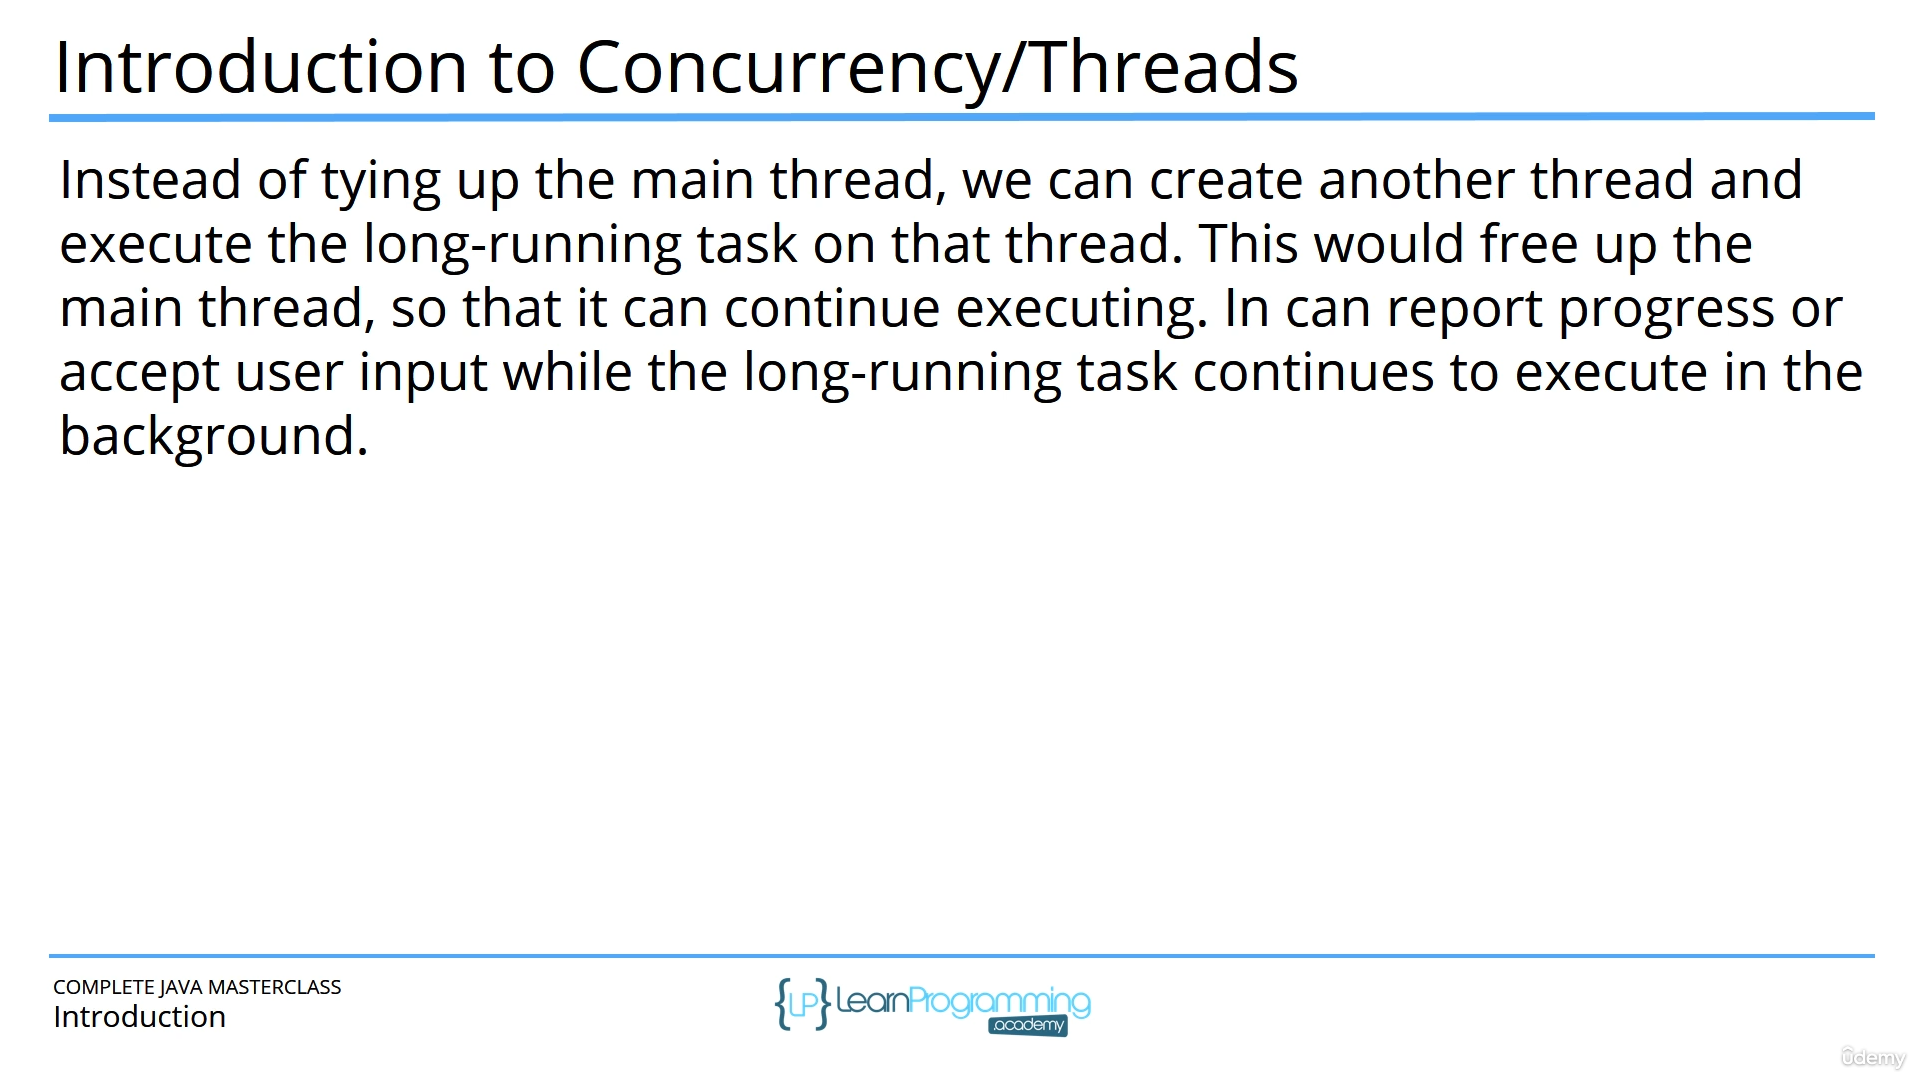 Introduction to Concurrency/Threads
Instead of tying up the main thread, we can create another thread and
execute the long-running task on that thread. This would free up the
main thread, so that it can continue executing. In can report progress or
accept user input while the long-running task continues to execute in the
background.
COMPLETE JAVA MASTERCLASS
Introduction
{LP} LearnProgramming
academy
ûdemy